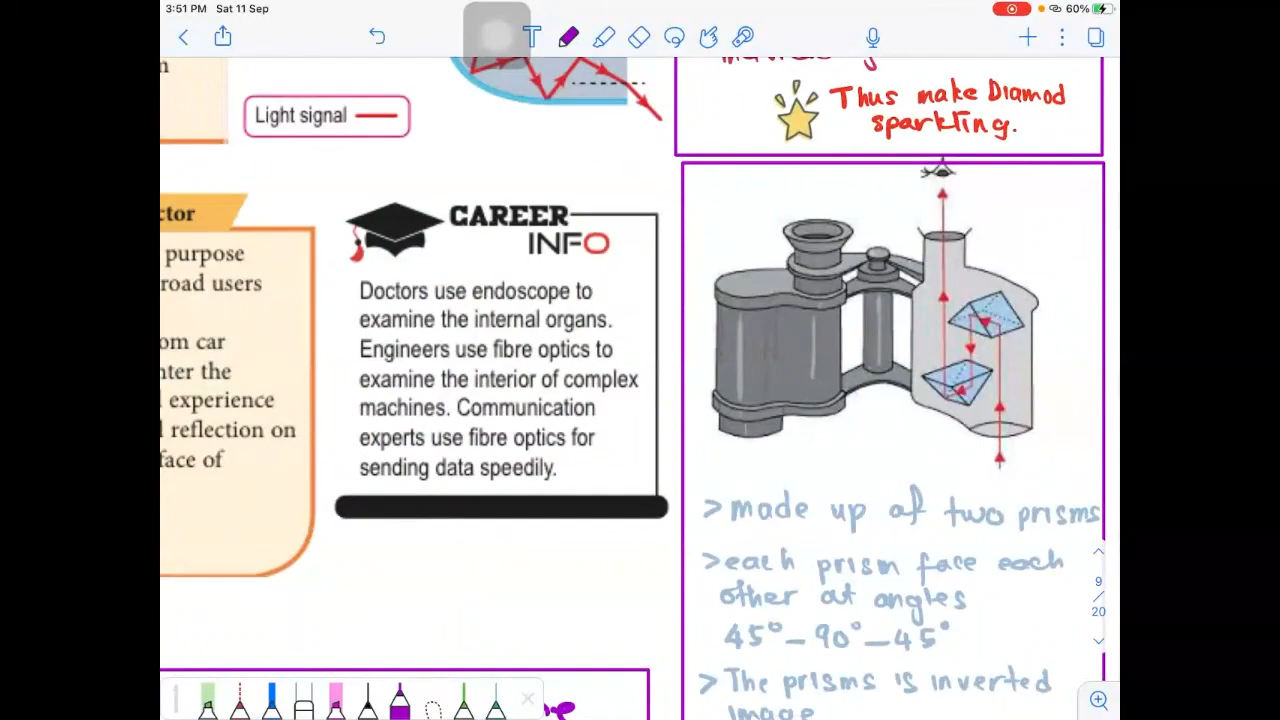 3:51 PM Sat 11 Sep
60%
Light signal
Thus make Diamod
sparkling.
ctor
purpose
road users
om car
nter the
experience
l reflection on
face of
CAREER
INFO
Doctors use endoscope to
examine the internal organs.
Engineers use fibre optics to
examine the interior of complex
machines. Communication
experts use fibre optics for
sending data speedily.
>made up of two prisms
>each prism face each
other at angles
45° - 90° - 45°
> The prisms is inverted
image
9
/
20